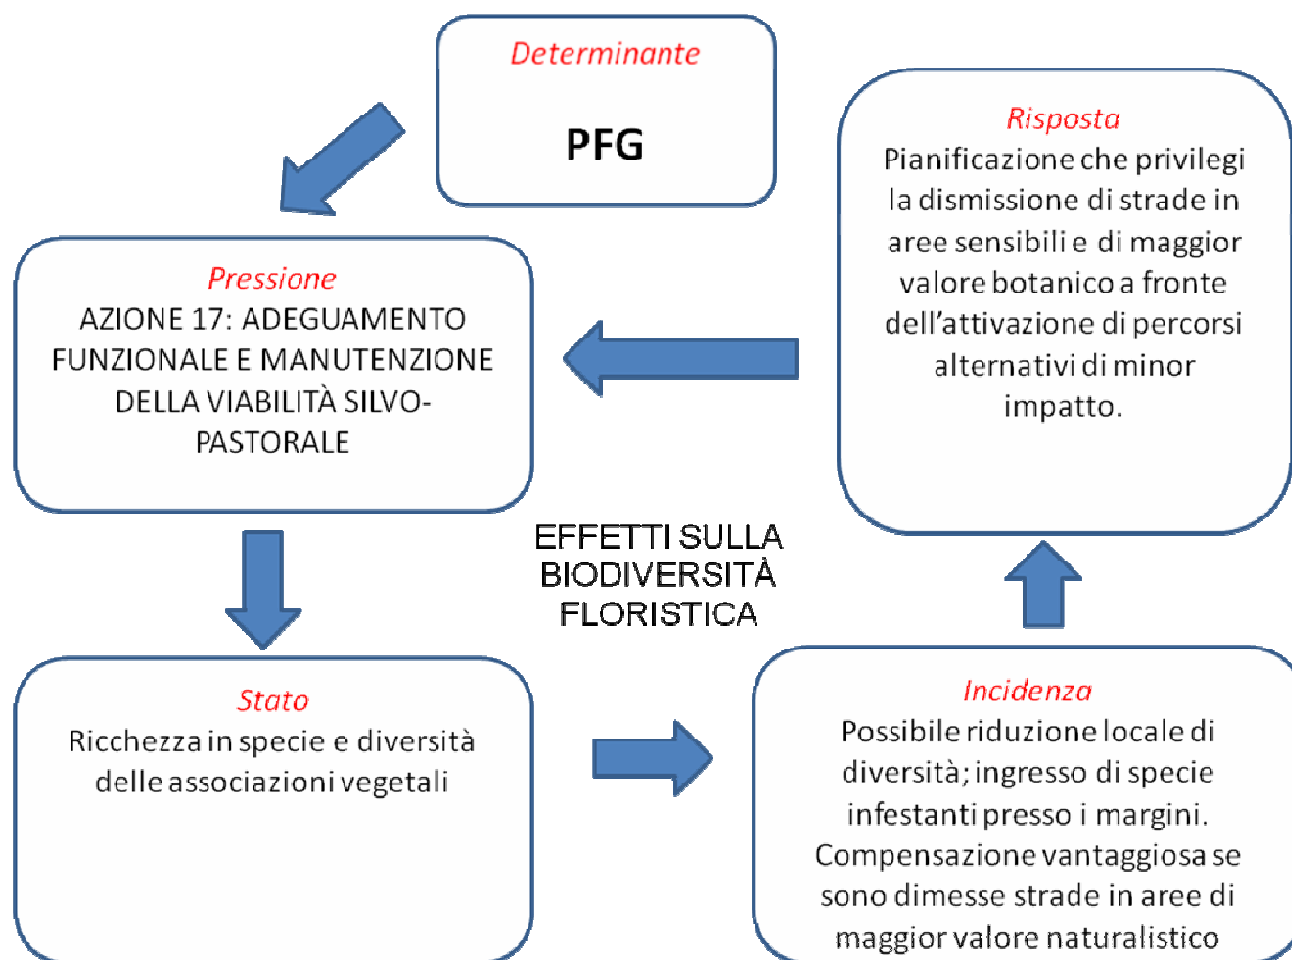 Determinante
PFG
Risposta
Pianificazione che privilegi
la dismissione di strade in
aree sensibili e di maggior
valore botanico a fronte
dell'attivazione di percorsi
alternativi di minor
impatto.
Pressione
AZIONE 17: ADEGUAMENTO
FUNZIONALE E MANUTENZIONE
DELLA VIABILITÀ SILVO-
PASTORALE
EFFETTI SULLA
BIODIVERSITÀ
FLORISTICA
Stato
Ricchezza in specie e diversità
delle associazioni vegetali
Incidenza
Possibile riduzione locale di
diversità; ingresso di specie
infestanti presso i margini.
Compensazione vantaggiosa se
sono dimesse strade in aree di
maggior valore naturalistico